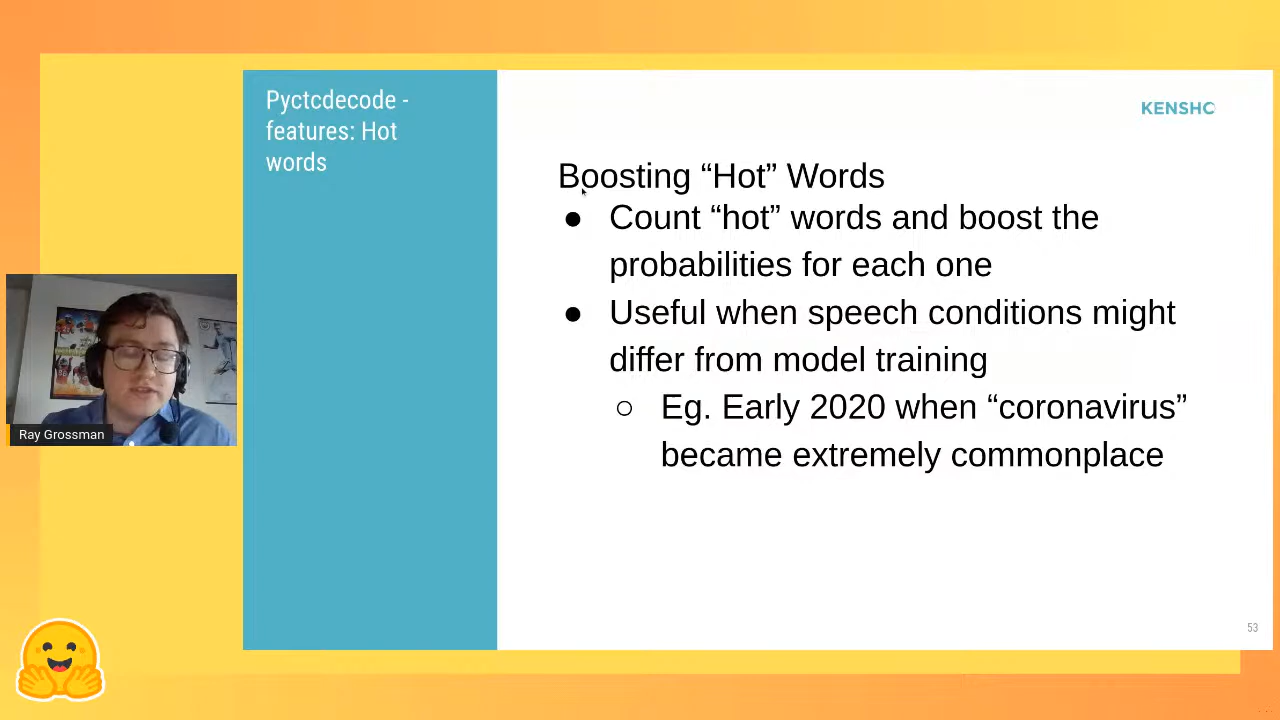 Pyctcdecode -
features: Hot
words
KENSHO
Boosting “Hot” Words
● Count “hot” words and boost the
probabilities for each one
● Useful when speech conditions might
differ from model training
○ Eg. Early 2020 when “coronavirus”
became extremely commonplace
Ray Grossman
53